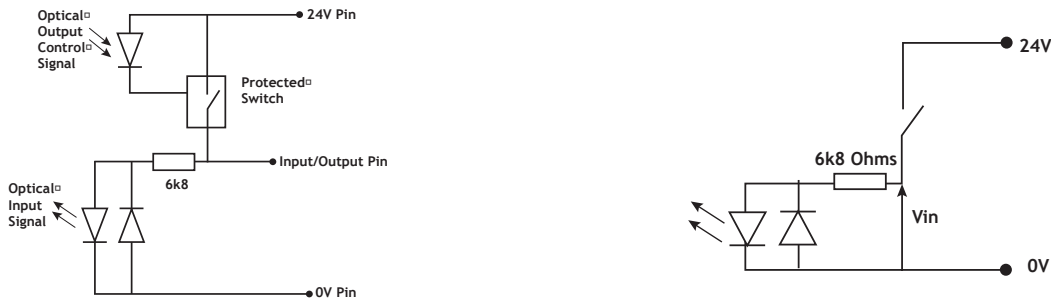 Optical▫
Output
Control▫
Signal
24V Pin
Protected▫
Switch
Input/Output Pin
6k8
Optical▫
Input
Signal
0V Pin
24V
6k8 Ohms
Vin
0V